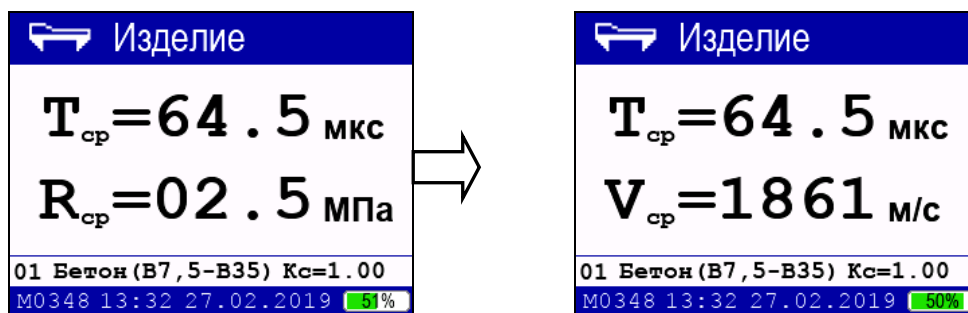 Изделие
Tср=64.5 мкс
Rср=02.5 МПа
01 Бетон(В7,5-В35) Кс=1.00
М0348 13:32 27.02.2019 51%
Изделие
Tср=64.5 мкс
Vср=1861 м/с
01 Бетон(В7,5-В35) Кс=1.00
М0348 13:32 27.02.2019 50%